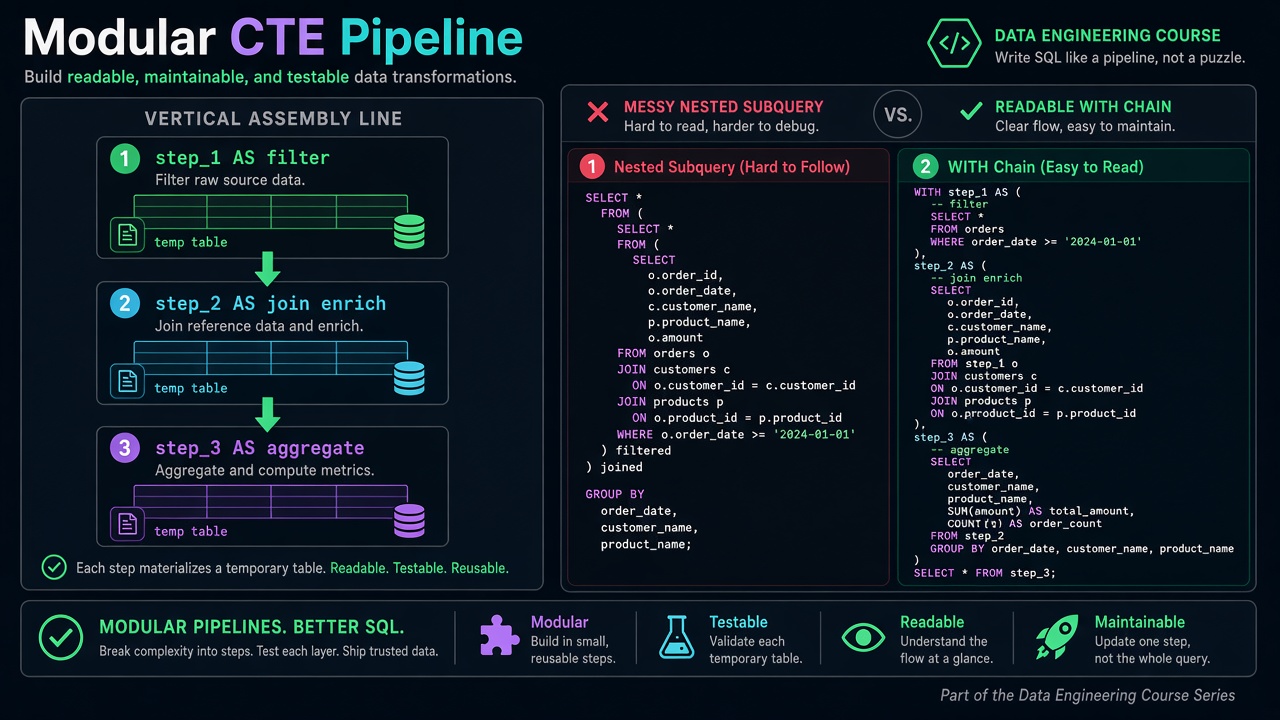 Modular CTE Pipeline
Build readable, maintainable, and testable data transformations.
</>
DATA ENGINEERING COURSE
Write SQL like a pipeline, not a puzzle.
VERTICAL ASSEMBLY LINE
1
step_1 AS filter
Filter raw source data.
temp table
2
step_2 AS join enrich
Join reference data and enrich.
temp table
3
step_3 AS aggregate
Aggregate and compute metrics.
temp table
Each step materializes a temporary table. Readable. Testable. Reusable.
MESSY NESTED SUBQUERY
Hard to read, harder to debug.
VS.
READABLE WITH CHAIN
Clear flow, easy to maintain.
1 Nested Subquery (Hard to Follow)
SELECT *
FROM (
SELECT *
FROM (
SELECT
o.order_id,
o.order_date,
c.customer_name,
p.product_name,
o.amount
FROM orders o
JOIN customers c
ON o.customer_id = c.customer_id
JOIN products p
ON o.product_id = p.product_id
WHERE o.order_date >= '2024-01-01'
) filtered
) joined
GROUP BY
order_date,
customer_name,
product_name;
2 WITH Chain (Easy to Read)
WITH step_1 AS (
-- filter
SELECT *
FROM orders
WHERE order_date >= '2024-01-01'
),
step_2 AS (
-- join enrich
SELECT
o.order_id,
o.order_date,
c.customer_name,
p.product_name,
o.amount
FROM step_1 o
JOIN customers c
ON o.customer_id = c.customer_id
JOIN products p
ON o.product_id = p.product_id
),
step_3 AS (
-- aggregate
SELECT
order_date,
customer_name,
product_name,
SUM(amount) AS total_amount,
AS order_count
FROM step_2
GROUP BY order_date, customer_name, product_name
)
SELECT * FROM step_3;
MODULAR PIPELINES. BETTER SQL.
Break complexity into steps. Test each layer. Ship trusted data.
Modular
Build in small,
reusable steps.
Testable
Validate each
temporary table.
Readable
Understand the
flow at a glance.
Maintainable
Update one step,
not the whole query.
Part of the Data Engineering Course Series